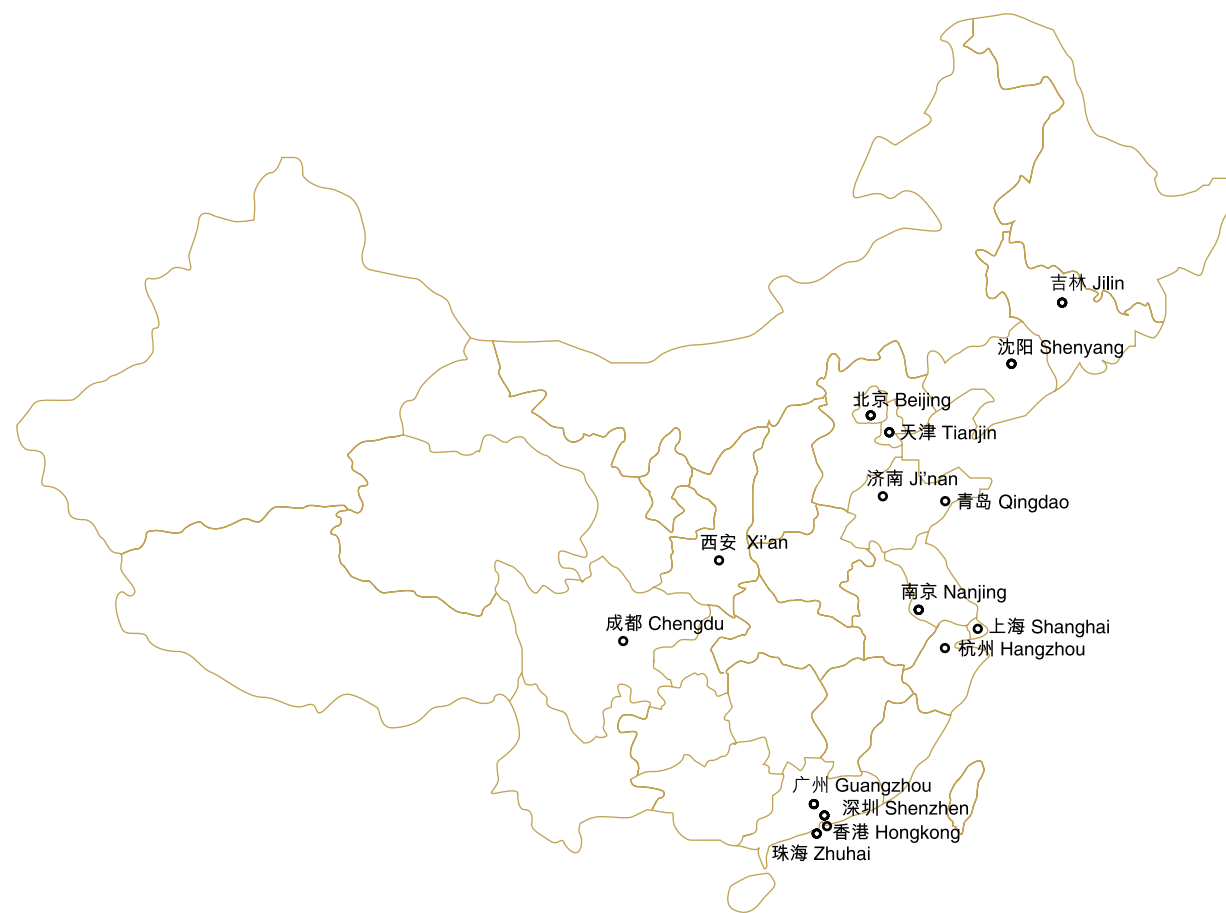 吉林 Jilin
沈阳 Shenyang
北京 Beijing
天津 Tianjin
济南 Ji'nan
青岛 Qingdao
西安 Xi'an
南京 Nanjing
成都 Chengdu
上海 Shanghai
杭州 Hangzhou
广州 Guangzhou
深圳 Shenzhen
香港 Hongkong
珠海 Zhuhai